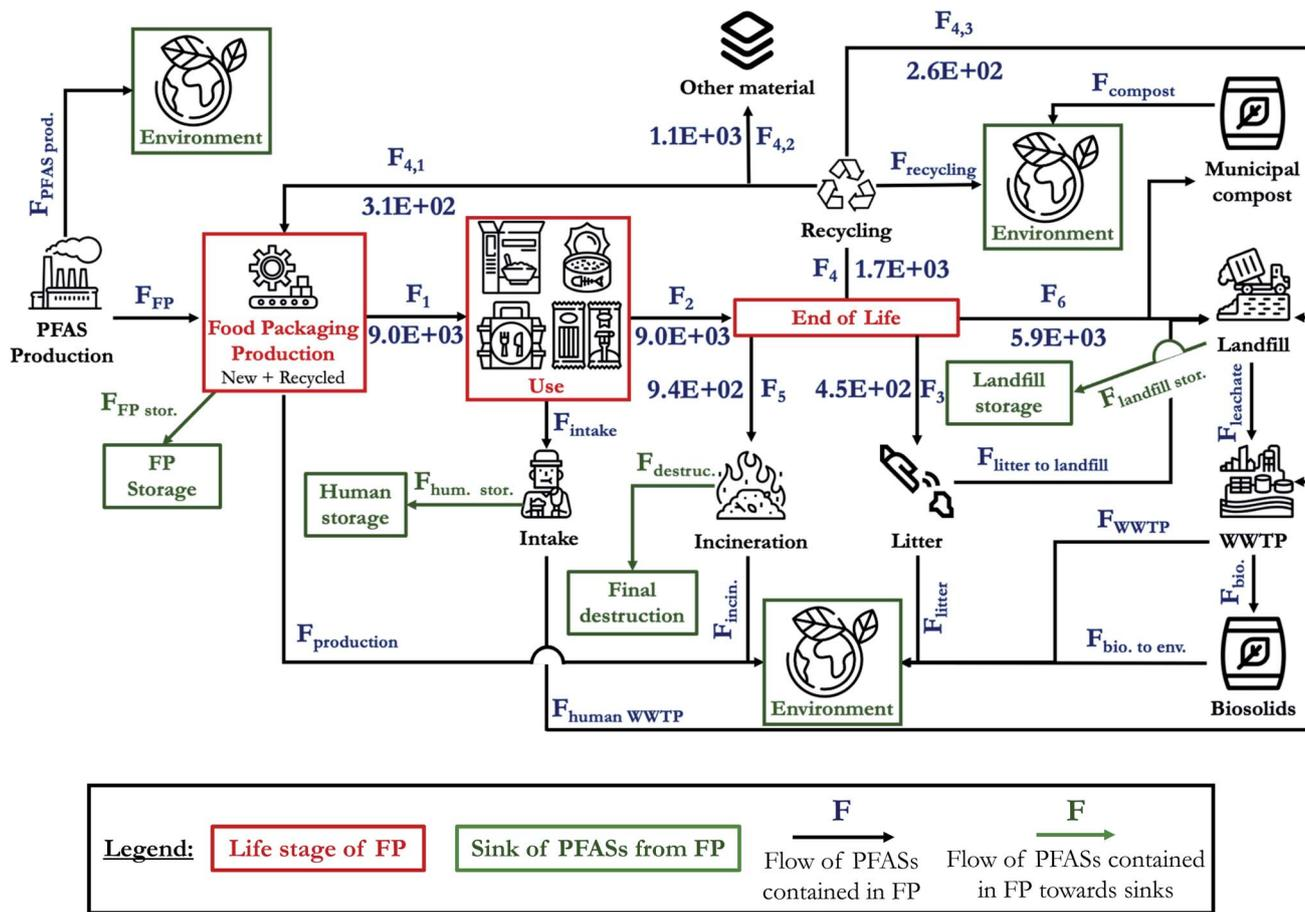 F4,3
2.6E+02
Other material
Fcompost
Environment
FPFAS prod.
1.1E+03 F4,2
F4,1
Frecycling
Municipal
compost
3.1E+02
Recycling
Environment
F4 1.7E+03
FFP
F1
F2
F6
PFAS
Production
Food Packaging
Production
New + Recycled
9.0E+03
Use
9.0E+03
End of Life
5.9E+03
Landfill
FFP stor.
9.4E+02 F5
4.5E+02 F3
Landfill
storage
Flandfill stor.
Fintake
Fleachate
FP
Storage
Human
storage
Fhum. stor.
Fdestruc.
Flitter to landfill
Intake
Incineration
Litter
FWWTP
WWTP
Final
destruction
Fincin.
Flitter
Fbio.
Fproduction
Fbio. to env.
Environment
Fhuman WWTP
Biosolids
Legend:
Life stage of FP
Sink of PFASs from FP
F
Flow of PFASs
contained in FP
F
Flow of PFASs contained
in FP towards sinks